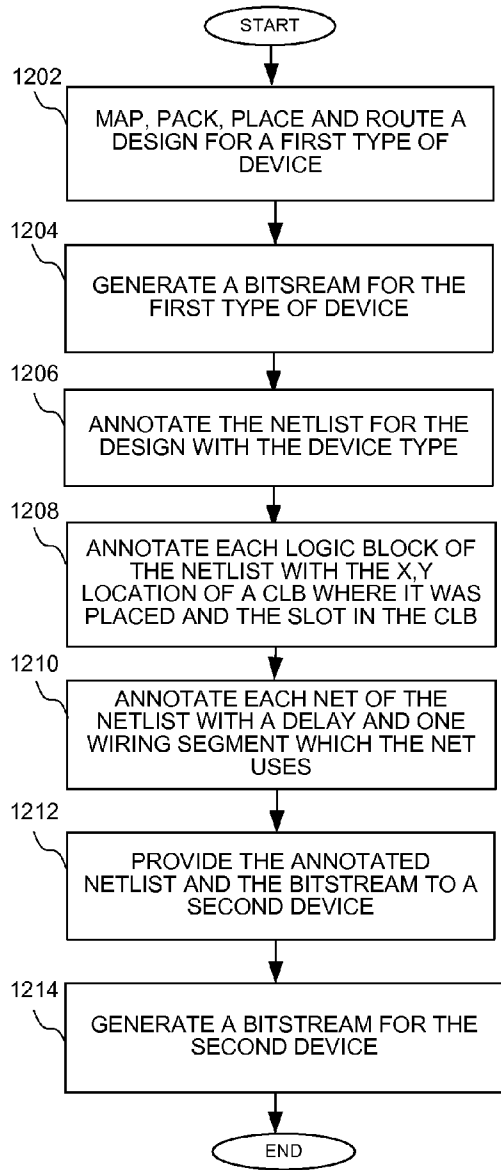 START
1202
MAP, PACK, PLACE AND ROUTE A
DESIGN FOR A FIRST TYPE OF
DEVICE
1204
GENERATE A BITSREAM FOR THE
FIRST TYPE OF DEVICE
1206
ANNOTATE THE NETLIST FOR THE
DESIGN WITH THE DEVICE TYPE
1208
ANNOTATE EACH LOGIC BLOCK OF
THE NETLIST WITH THE X,Y
LOCATION OF A CLB WHERE IT WAS
PLACED AND THE SLOT IN THE CLB
1210
ANNOTATE EACH NET OF THE
NETLIST WITH A DELAY AND ONE
WIRING SEGMENT WHICH THE NET
USES
1212
PROVIDE THE ANNOTATED
NETLIST AND THE BITSTREAM TO A
SECOND DEVICE
1214
GENERATE A BITSTREAM FOR THE
SECOND DEVICE
END